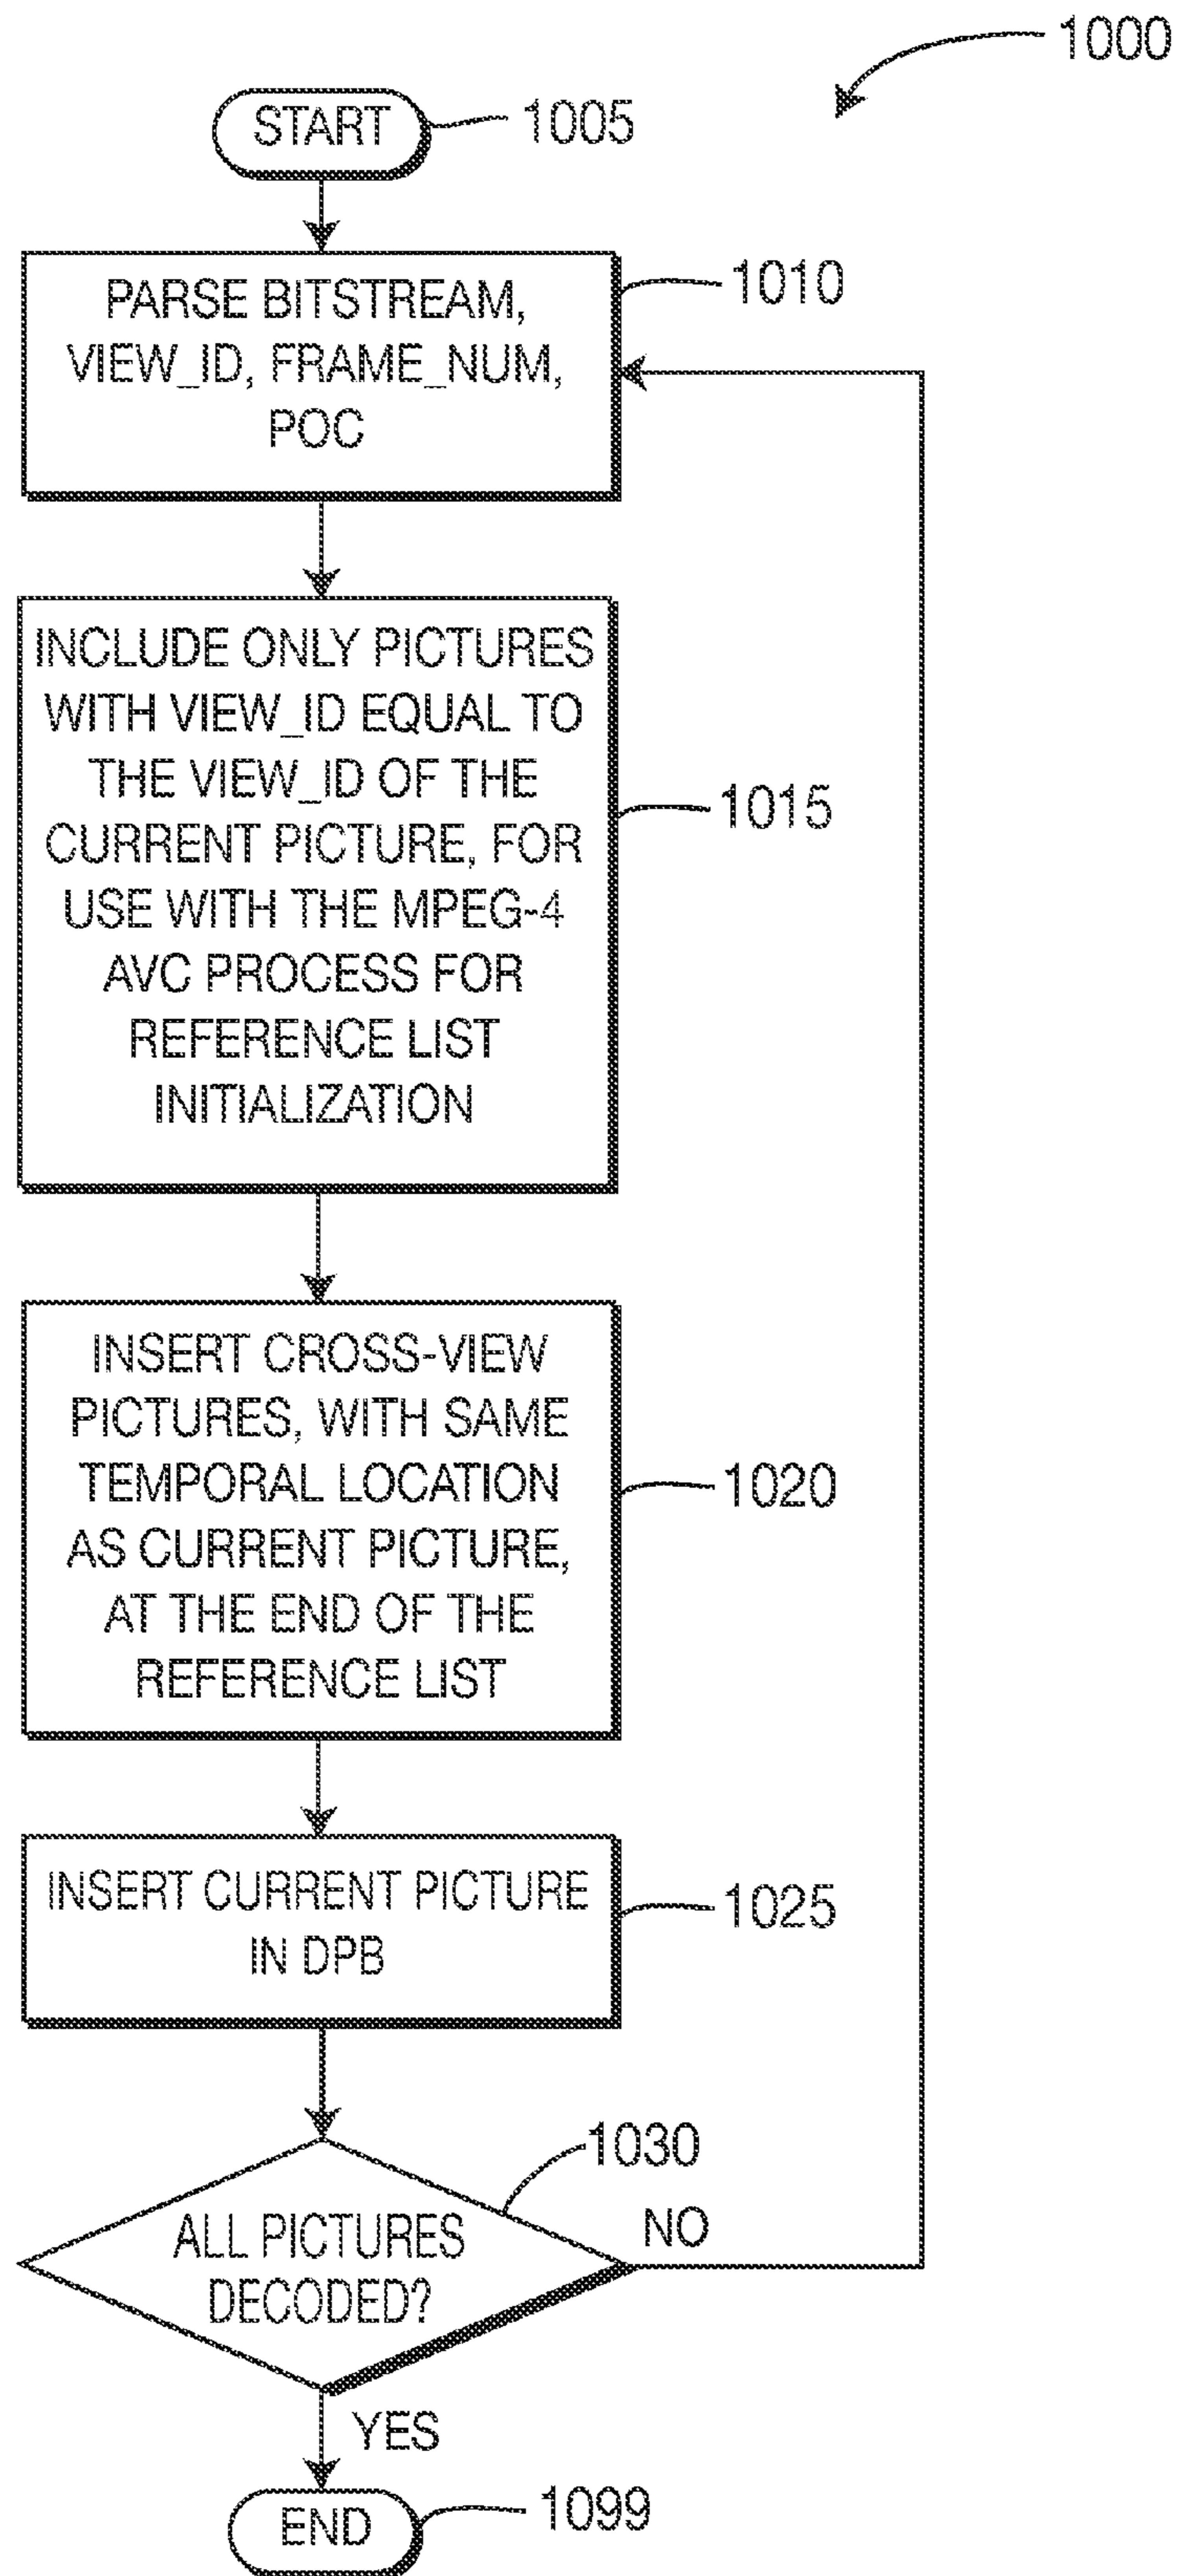 1000
START
1005
PARSE BITSTREAM,
VIEW_ID, FRAME_NUM,
POC
1010
INCLUDE ONLY PICTURES
WITH VIEW_ID EQUAL TO
THE VIEW_ID OF THE
CURRENT PICTURE, FOR
USE WITH THE MPEG-4
AVC PROCESS FOR
REFERENCE LIST
INITIALIZATION
1015
INSERT CROSS-VIEW
PICTURES, WITH SAME
TEMPORAL LOCATION
AS CURRENT PICTURE,
AT THE END OF THE
REFERENCE LIST
1020
INSERT CURRENT PICTURE
IN DPB
1025
1030
ALL PICTURES
DECODED?
NO
YES
END
1099